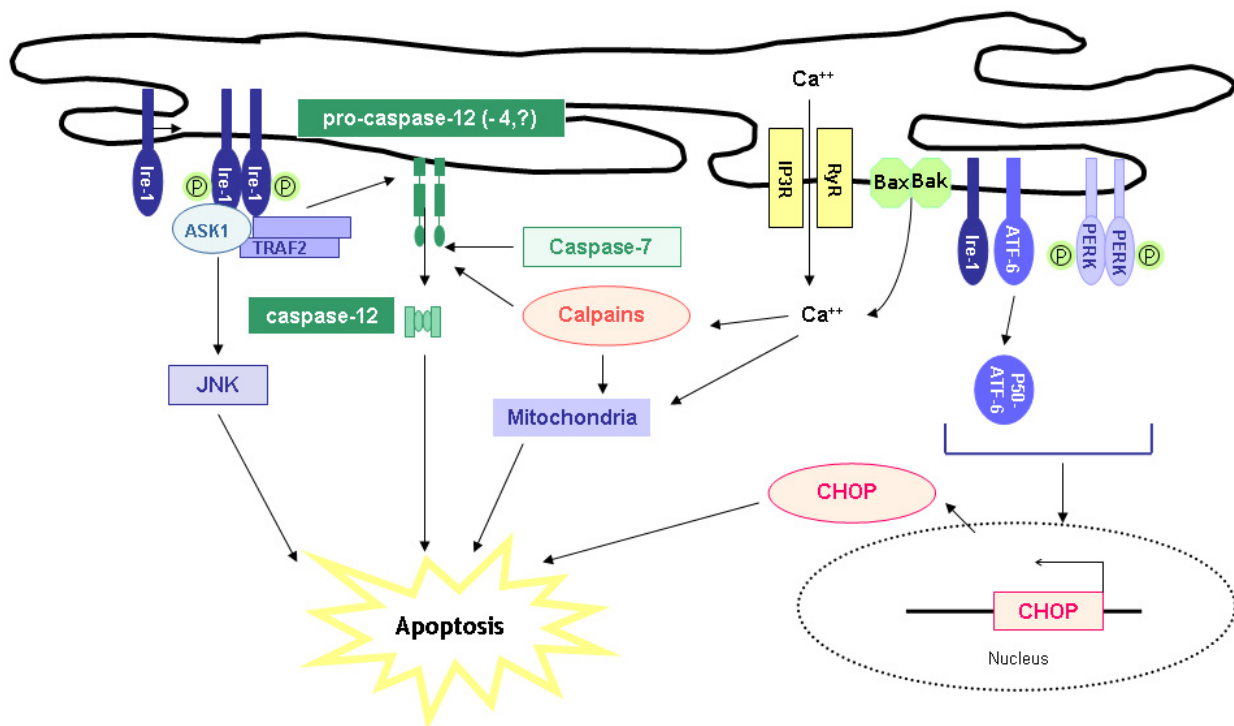 Ca++
pro-caspase-12 (- 4,?)
Ire-1
Ire-1
Ire-1
P
P
ASK1
TRAF2
IP3R
RyR
Bax
Bak
Ire-1
ATF-6
P
PERK
PERK
P
Caspase-7
caspase-12
Calpains
Ca++
JNK
Mitochondria
P50-
ATF-6
CHOP
Apoptosis
CHOP
Nucleus